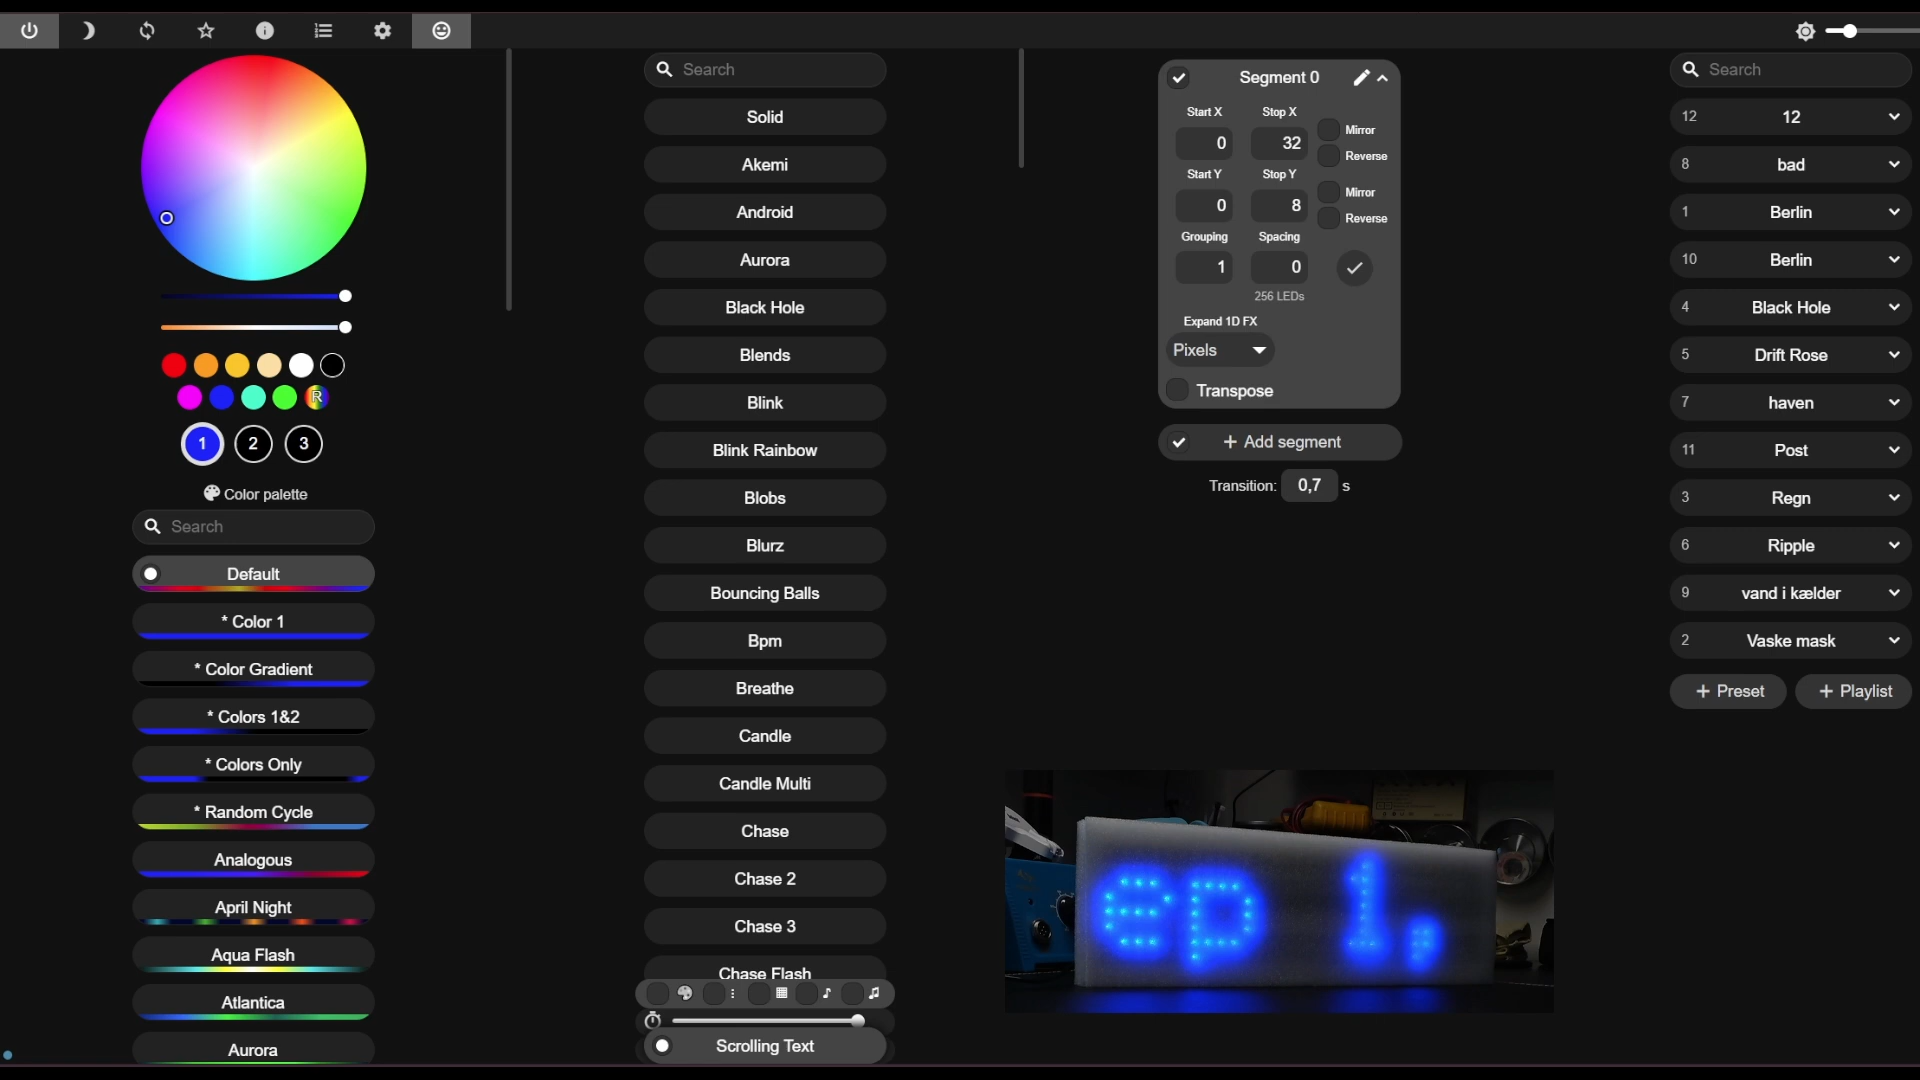 Search
Solid
Akemi
Android
Aurora
Black Hole
Blends
Blink
Blink Rainbow
Blobs
Blurz
Bouncing Balls
Bpm
Breathe
Candle
Candle Multi
Chase
Chase 2
Chase 3
Chase Flash
Scrolling Text
R
1
2
3
Color palette
Search
Default
* Color 1
* Color Gradient
* Colors 1&2
* Colors Only
* Random Cycle
Analogous
April Night
Aqua Flash
Atlantica
Aurora
Segment 0
Start X
Stop X
0
32
Mirror
Reverse
Start Y
Stop Y
0
8
Mirror
Reverse
Grouping
Spacing
1
0
256 LEDs
Expand 1D FX
Pixels
Transpose
+ Add segment
Transition: 0,7 s
ep 1,
Search
12 12
8 bad
1 Berlin
10 Berlin
4 Black Hole
5 Drift Rose
7 haven
11 Post
3 Regn
6 Ripple
9 vand i kælder
2 Vaske mask
+ Preset
+ Playlist